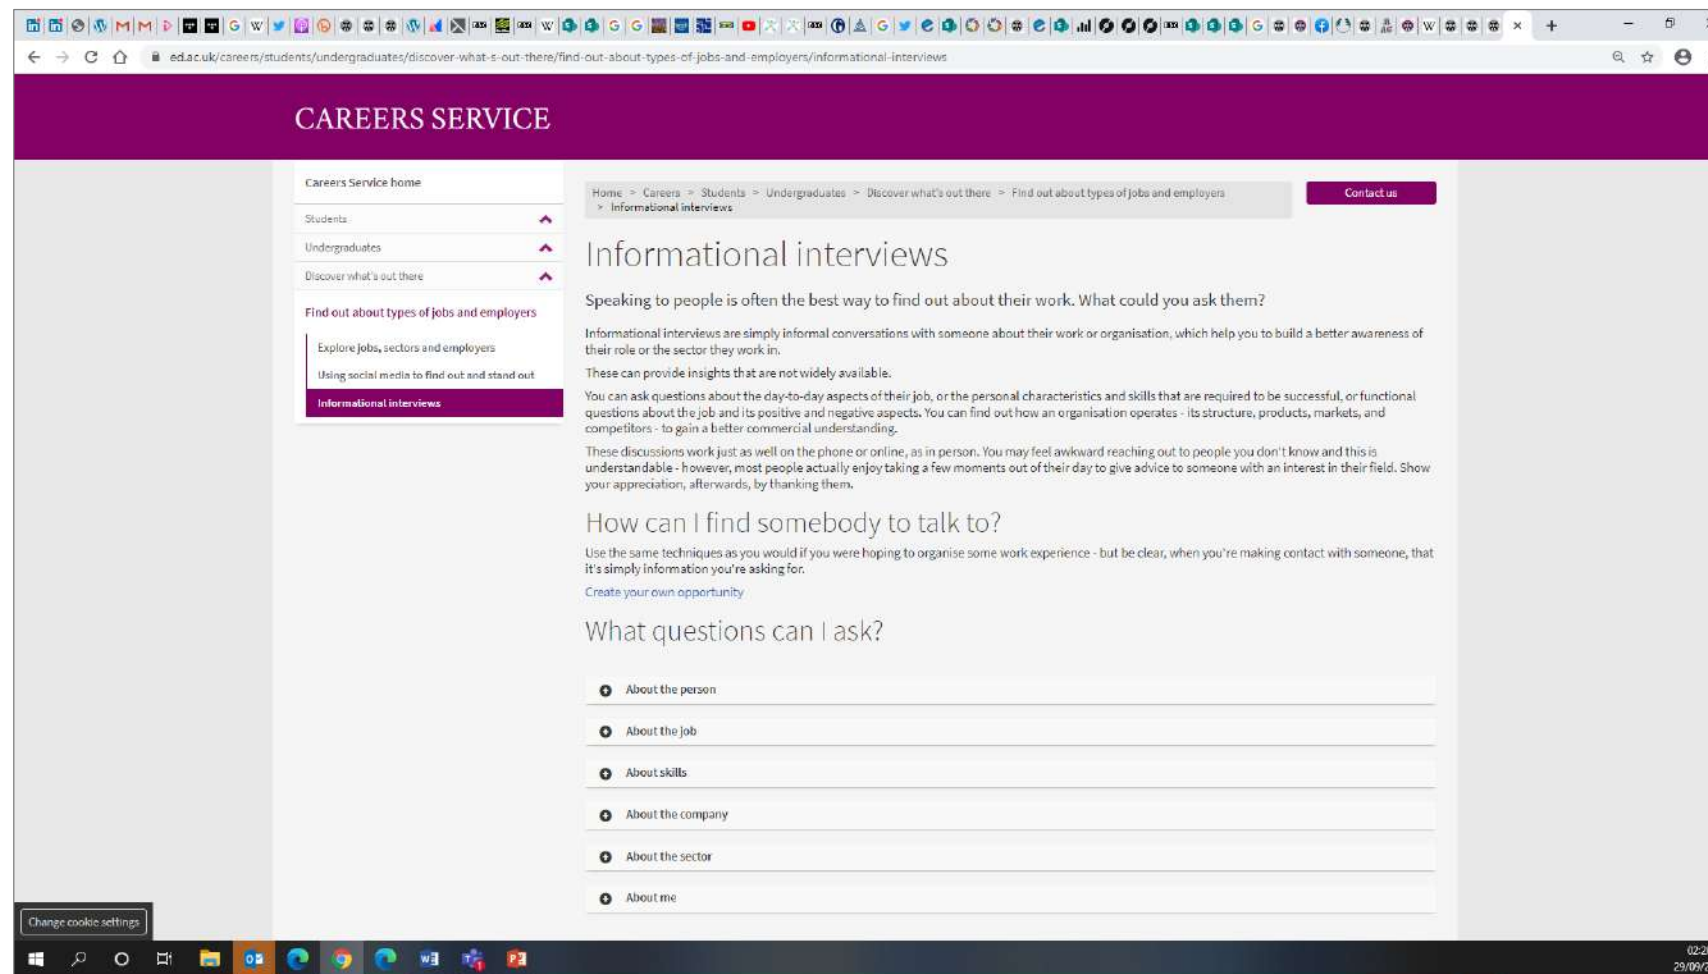 ed.ac.uk/careers/students/undergraduates/discover-what-s-out-there/find-out-about-types-of-jobs-and-employers/informational-interviews
CAREERS SERVICE
Careers Service home
Students
Undergraduates
Discover what's out there
Find out about types of jobs and employers
Explore jobs, sectors and employers
Using social media to find out and stand out
Informational interviews
Home > Careers > Students > Undergraduates > Discover what's out there > Find out about types of jobs and employers
> Informational interviews
Contact us
Informational interviews
Speaking to people is often the best way to find out about their work. What could you ask them?
Informational interviews are simply informal conversations with someone about their work or organisation, which help you to build a better awareness of
their role or the sector they work in.
These can provide insights that are not widely available.
You can ask questions about the day-to-day aspects of their job, or the personal characteristics and skills that are required to be successful, or functional
questions about the job and its positive and negative aspects. You can find out how an organisation operates - its structure, products, markets, and
competitors - to gain a better commercial understanding.
These discussions work just as well on the phone or online, as in person. You may feel awkward reaching out to people you don't know and this is
understandable - however, most people actually enjoy taking a few moments out of their day to give advice to someone with an interest in their field. Show
your appreciation, afterwards, by thanking them.
How can I find somebody to talk to?
Use the same techniques as you would if you were hoping to organise some work experience - but be clear, when you're making contact with someone, that
it's simply information you're asking for.
Create your own opportunity
What questions can I ask?
About the person
About the job
About skills
About the company
About the sector
About me
Change cookie settings